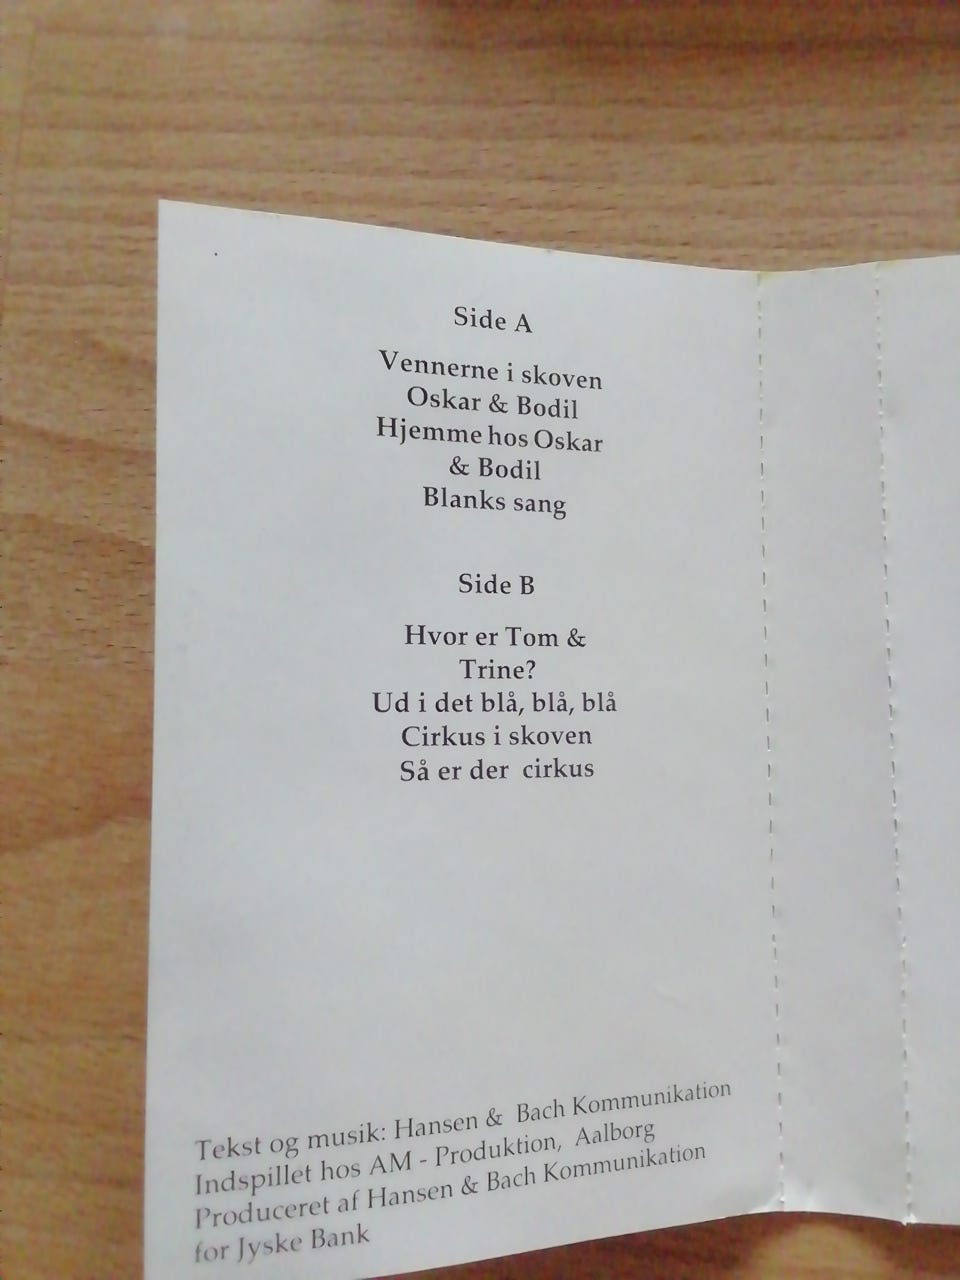 Side A
Vennerne i skoven
Oskar & Bodil
Hjemme hos Oskar
& Bodil
Blanks sang
Side B
Hvor er Tom &
Trine?
Ud i det blå, blå, blå
Cirkus i skoven
Så er der cirkus
Tekst og musik: Hansen & Bach Kommunikation
Indspillet hos AM - Produktion, Aalborg
Produceret af Hansen & Bach Kommunikation
for Jyske Bank